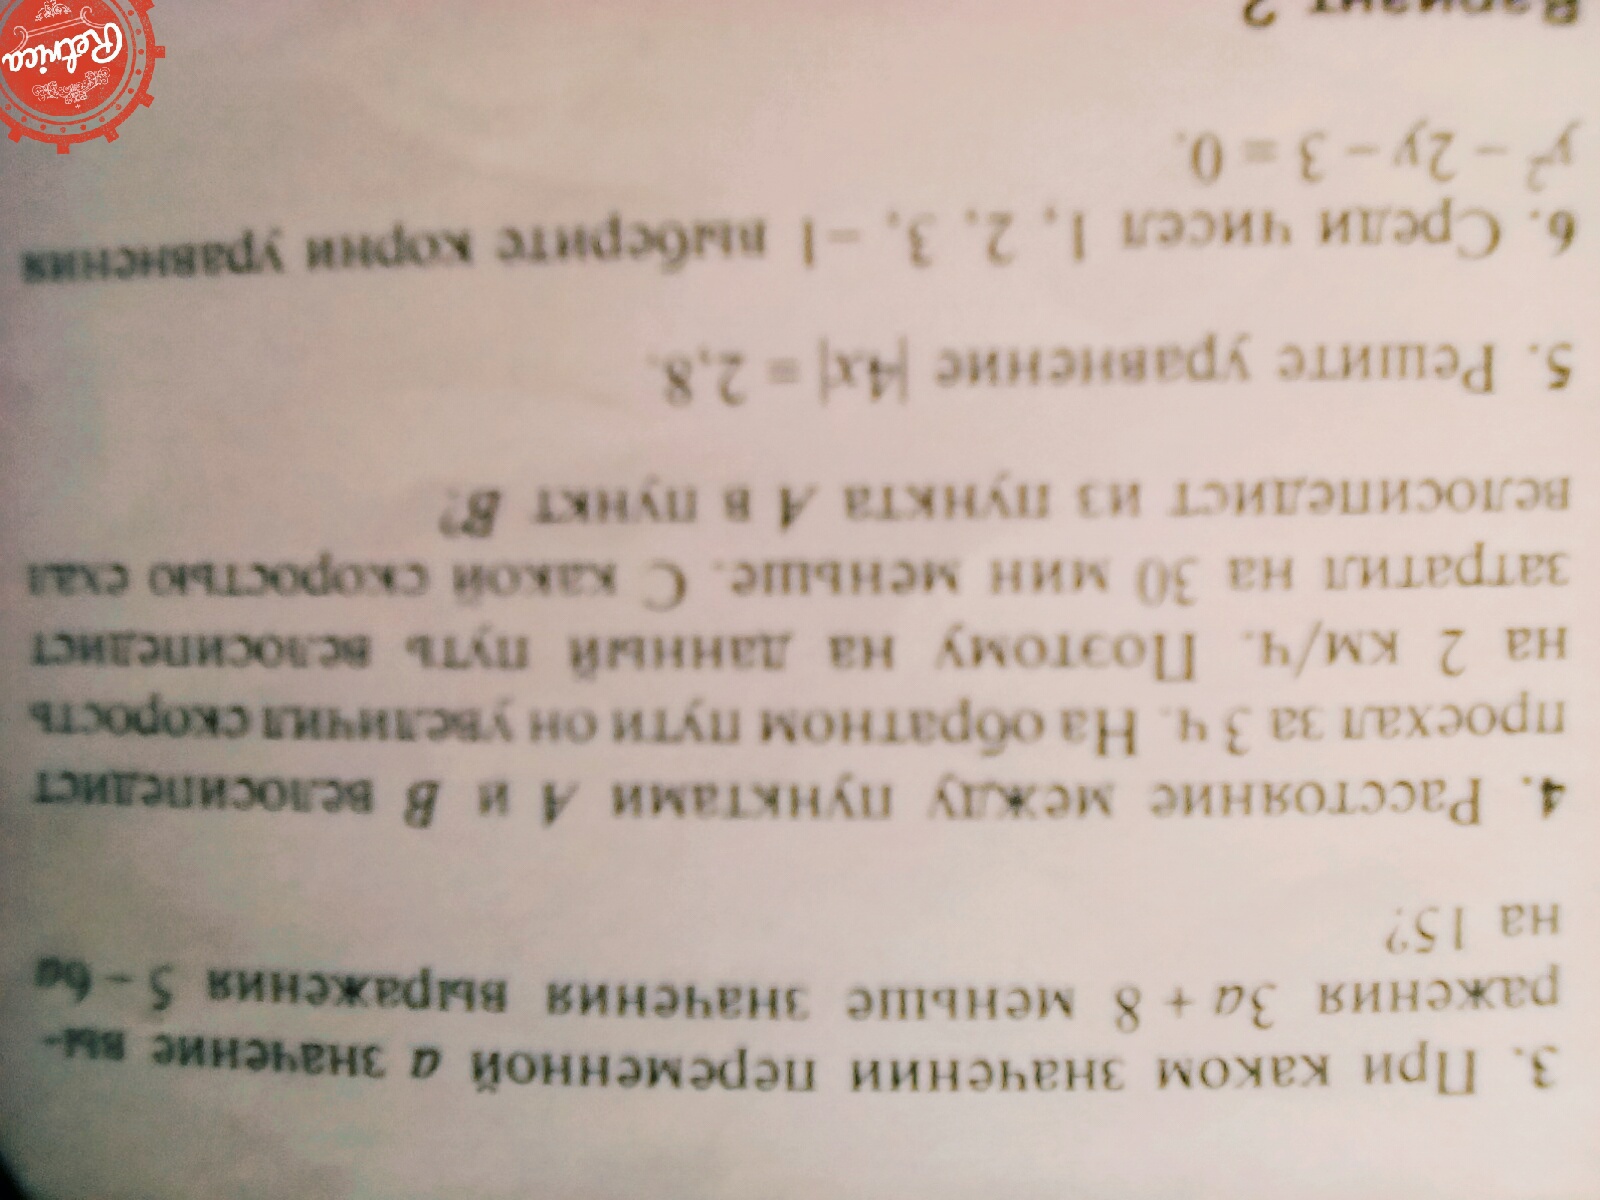 3. При каком значении переменной a значение вы-
ражения 3a + 8 меньше значения выражения 5 – 6a
на 15?
4. Расстояние между пунктами A и B велосипедист
проехал за 3 ч. На обратном пути он увеличил скорость
на 2 км/ч. Поэтому на данный путь велосипедист
затратил на 30 мин меньше. С какой скоростью ехал
велосипедист из пункта A в пункт B?
5. Решите уравнение |4x| = 2,8.
6. Среди чисел 1, 2, 3, –1 выберите корни уравнения
y² – 2y – 3 = 0.
Вариант 2
Retrica